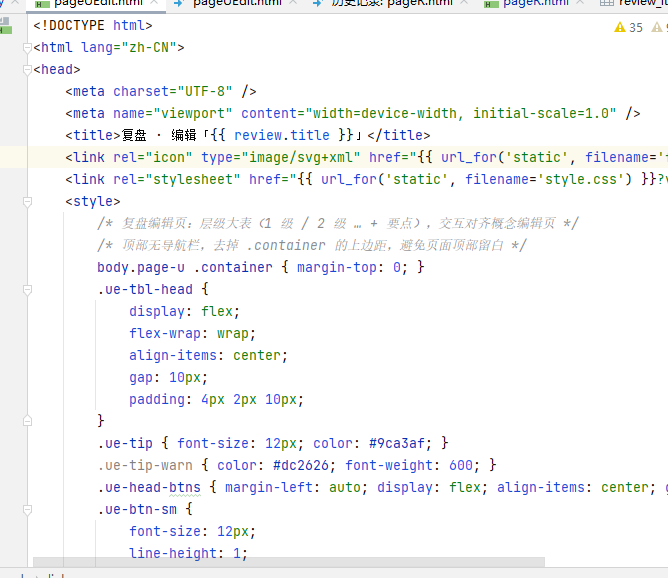 pageUEdit.html pageUEdit.html 历史记录: pageR.html pageR.html
<!DOCTYPE html> 35
<html lang="zh-CN">
<head>
<meta charset="UTF-8" />
<meta name="viewport" content="width=device-width, initial-scale=1.0" />
<title>复盘 · 编辑「{{ review.title }}」</title>
<link rel="icon" type="image/svg+xml" href="{{ url_for('static', filename='
<link rel="stylesheet" href="{{ url_for('static', filename='style.css') }}?
<style>
/* 复盘编辑页：层级大表（1 级 / 2 级 … + 要点），交互对齐概念编辑页 */
/* 顶部无导航栏，去掉 .container 的上边距，避免页面顶部留白 */
body.page-u .container { margin-top: 0; }
.ue-tbl-head {
display: flex;
flex-wrap: wrap;
align-items: center;
gap: 10px;
padding: 4px 2px 10px;
}
.ue-tip { font-size: 12px; color: #9ca3af; }
.ue-tip-warn { color: #dc2626; font-weight: 600; }
.ue-head-btns { margin-left: auto; display: flex; align-items: center;
.ue-btn-sm {
font-size: 12px;
line-height: 1;